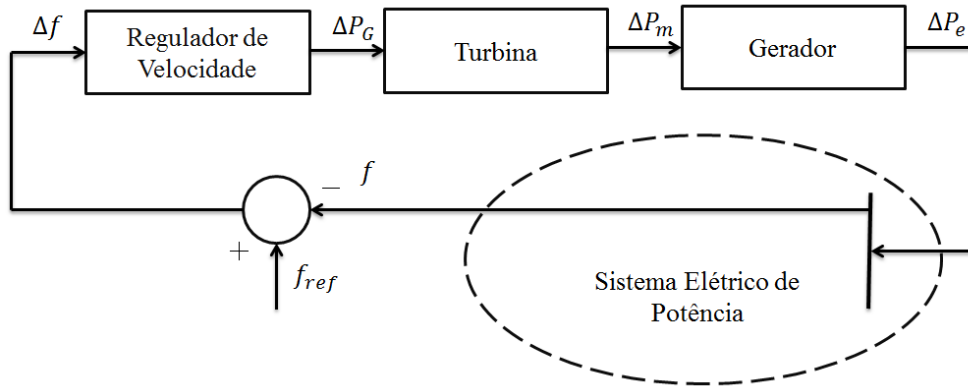 Δf
Regulador de
Velocidade
ΔP_G
Turbina
ΔP_m
Gerador
ΔP_e
− f
+
f_ref
Sistema Elétrico de
Potência